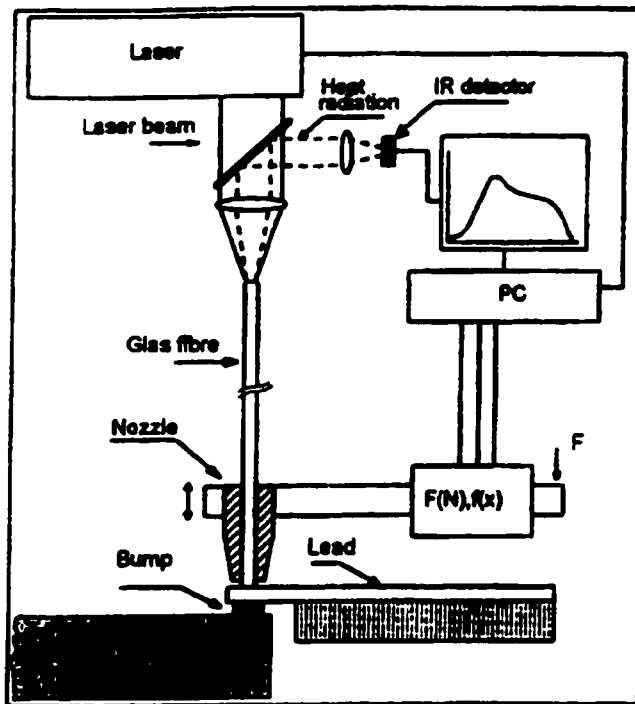 Laser
Heat
radiation
IR detector
Laser beam
PC
Glas fibre
Nozzle
F
F(N),f(x)
Lead
Bump